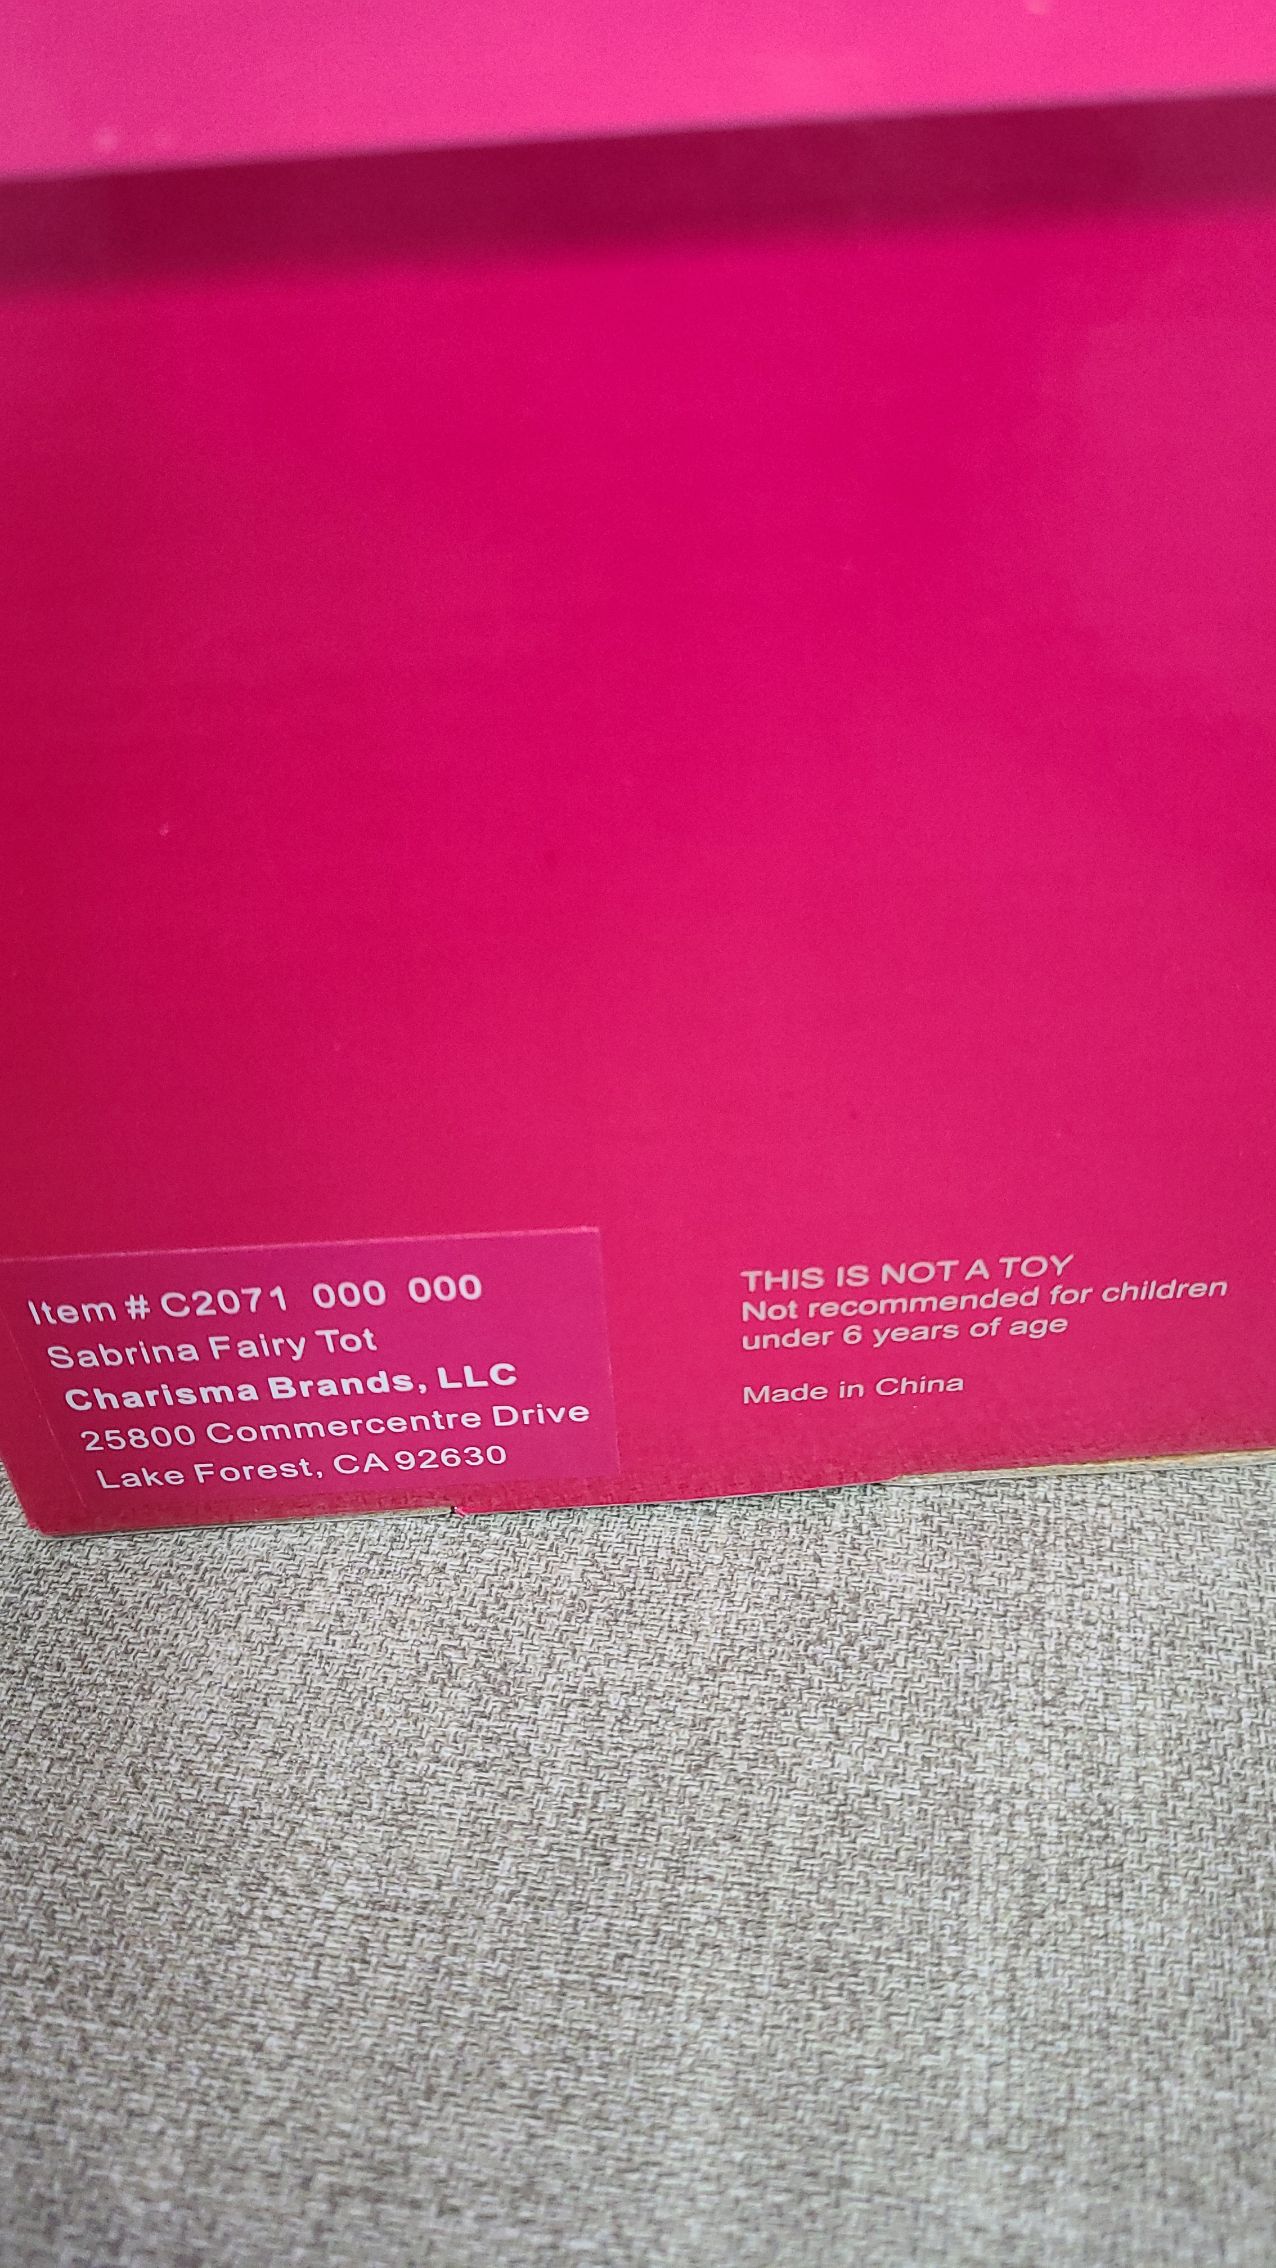 Item # C2071 000 000
Sabrina Fairy Tot
Charisma Brands, LLC
25800 Commercentre Drive
Lake Forest, CA 92630
THIS IS NOT A TOY
Not recommended for children
under 6 years of age
Made in China